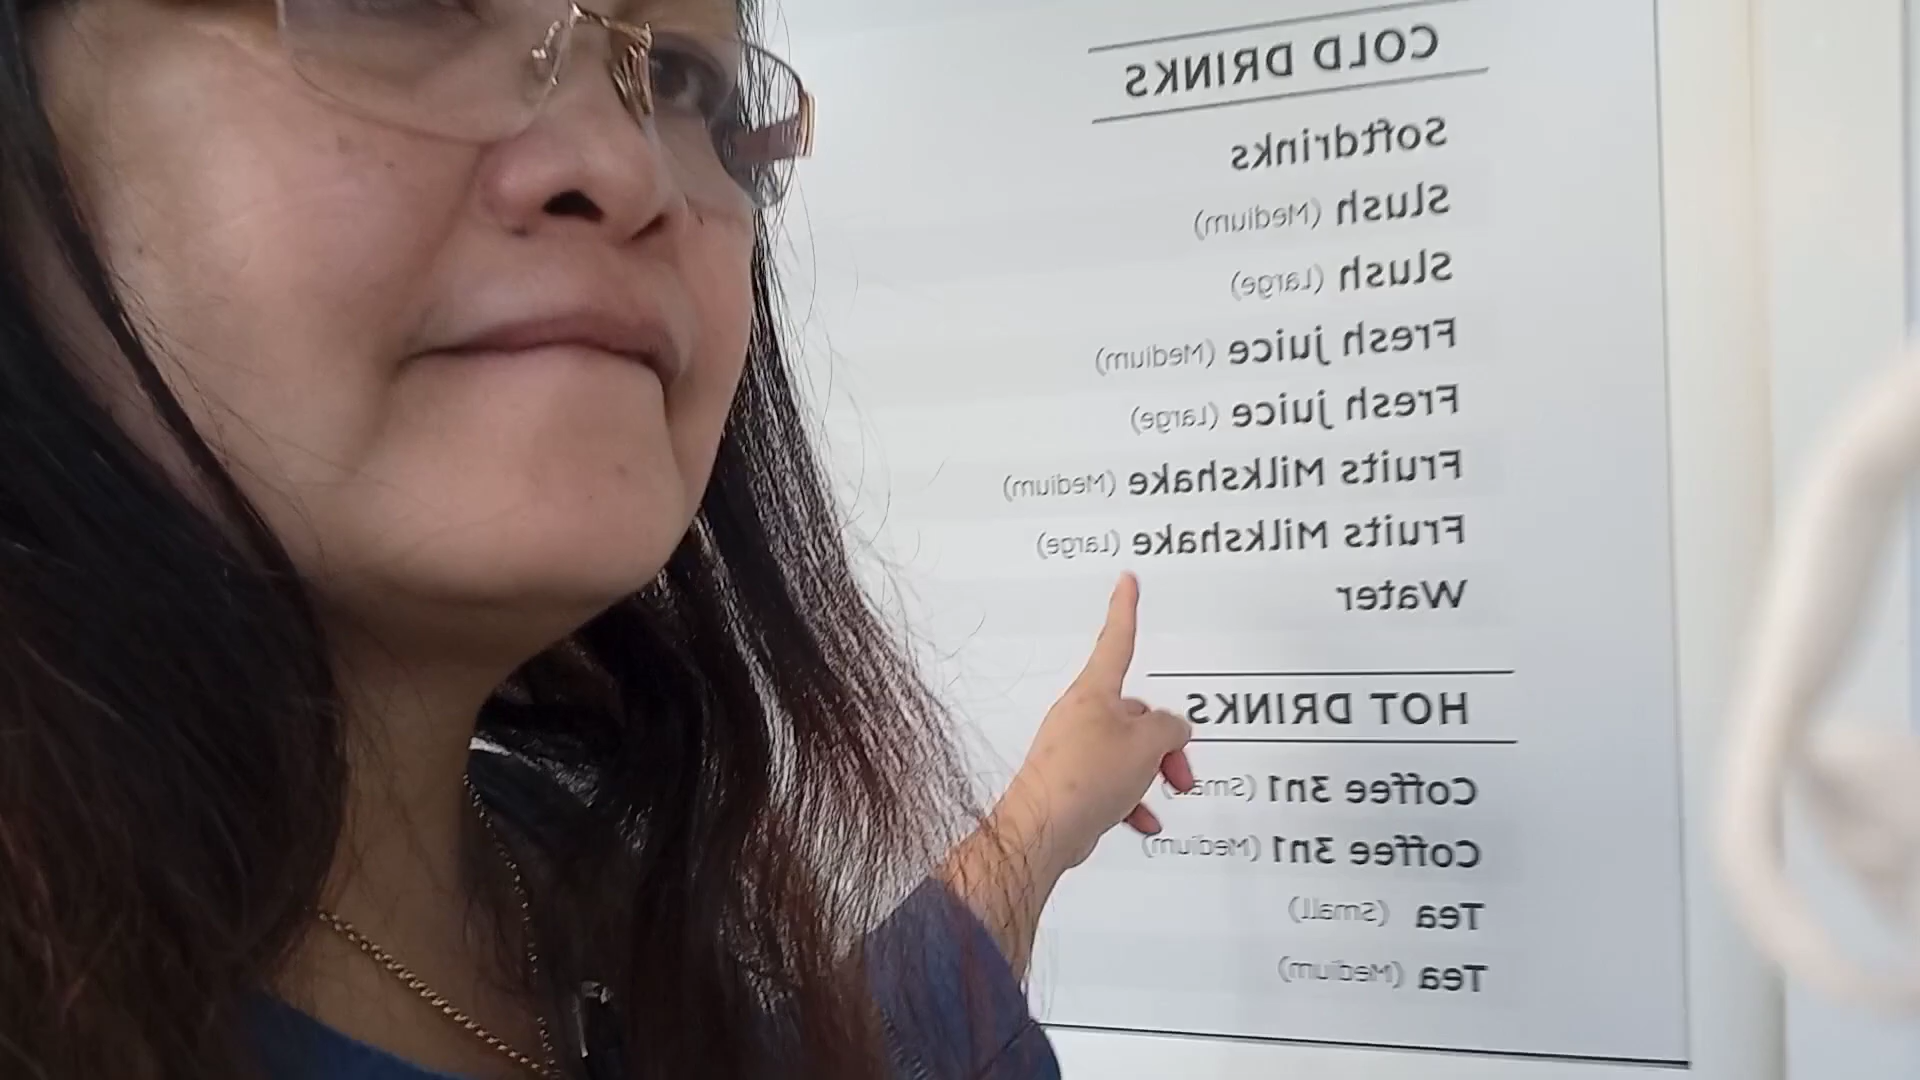 COLD DRINKS
Softdrinks
Slush (Medium)
Slush (Large)
Fresh juice (Medium)
Fresh juice (Large)
Fruits Milkshake (Medium)
Fruits Milkshake (Large)
Water
HOT DRINKS
Coffee 3n1 (Small)
Coffee 3n1 (Medium)
Tea (Small)
Tea (Medium)